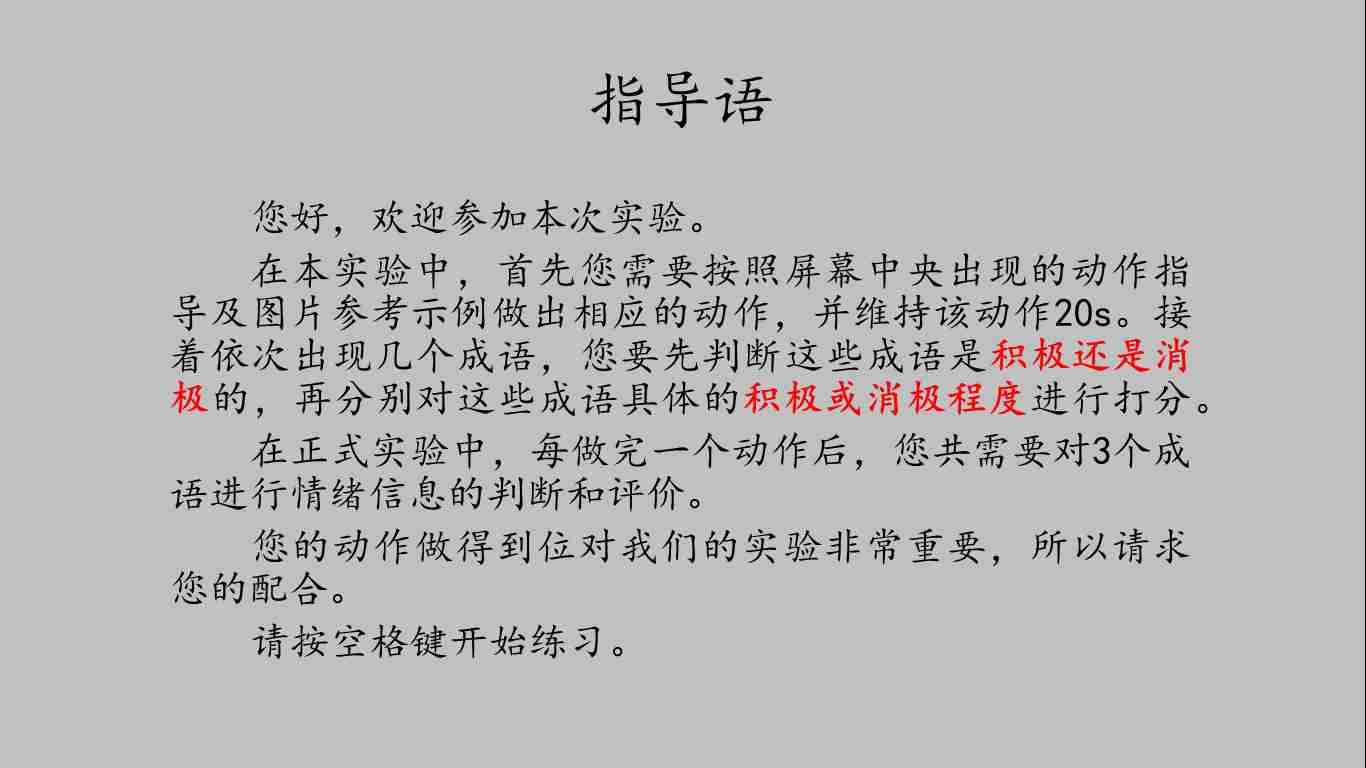 指导语
您好，欢迎参加本次实验。
在本实验中，首先您需要按照屏幕中央出现的动作指
导及图片参考示例做出相应的动作，并维持该动作20s。接
着依次出现几个成语，您要先判断这些成语是积极还是消
极的，再分别对这些成语具体的积极或消极程度进行打分。
在正式实验中，每做完一个动作后，您共需要对3个成
语进行情绪信息的判断和评价。
您的动作做得到位对我们的实验非常重要，所以请求
您的配合。
请按空格键开始练习。